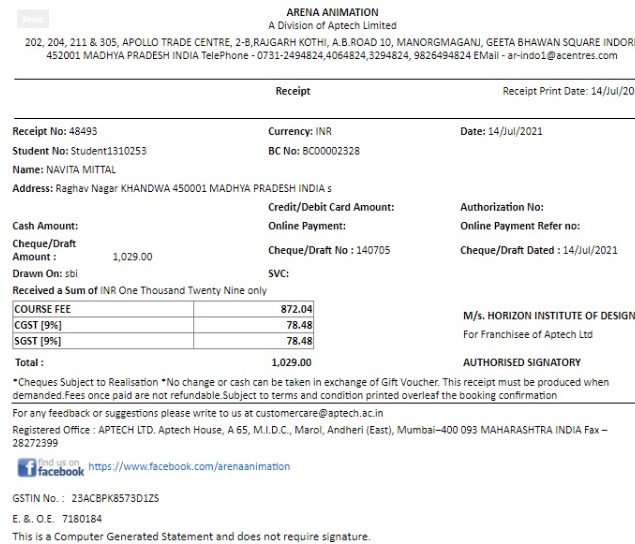 Print
ARENA ANIMATION
A Division of Aptech Limited
202, 204, 211 & 305, APOLLO TRADE CENTRE, 2-B,RAJGARH KOTHI, A.B.ROAD 10, MANORGMAGANJ, GEETA BHAWAN SQUARE INDOR
452001 MADHYA PRADESH INDIA TelePhone - 0731-2494824,4064824,3294824, 9826494824 EMail - ar-indo1@acentres.com
Receipt Receipt Print Date: 14/Jul/20
Receipt No: 48493 Currency: INR Date: 14/Jul/2021
Student No: Student1310253 BC No: BC00002328
Name: NAVITA MITTAL
Address: Raghav Nagar KHANDWA 450001 MADHYA PRADESH INDIA s
Credit/Debit Card Amount: Authorization No:
Cash Amount: Online Payment: Online Payment Refer no:
Cheque/Draft
Amount : 1,029.00 Cheque/Draft No : 140705 Cheque/Draft Dated : 14/Jul/2021
Drawn On: sbi SVC:
Received a Sum of INR One Thousand Twenty Nine only
COURSE FEE 872.04
CGST [9%] 78.48
SGST [9%] 78.48
M/s. HORIZON INSTITUTE OF DESIGN
For Franchisee of Aptech Ltd
Total : 1,029.00 AUTHORISED SIGNATORY
*Cheques Subject to Realisation *No change or cash can be taken in exchange of Gift Voucher. This receipt must be produced when
demanded.Fees once paid are not refundable.Subject to terms and condition printed overleaf the booking confirmation
For any feedback or suggestions please write to us at customercare@aptech.ac.in
Registered Office : APTECH LTD. Aptech House, A 65, M.I.D.C., Marol, Andheri (East), Mumbai–400 093 MAHARASHTRA INDIA Fax –
28272399
find us on
facebook https://www.facebook.com/arenaanimation
GSTIN No. : 23ACBPK8573D1ZS
E. &. O.E. 7180184
This is a Computer Generated Statement and does not require signature.